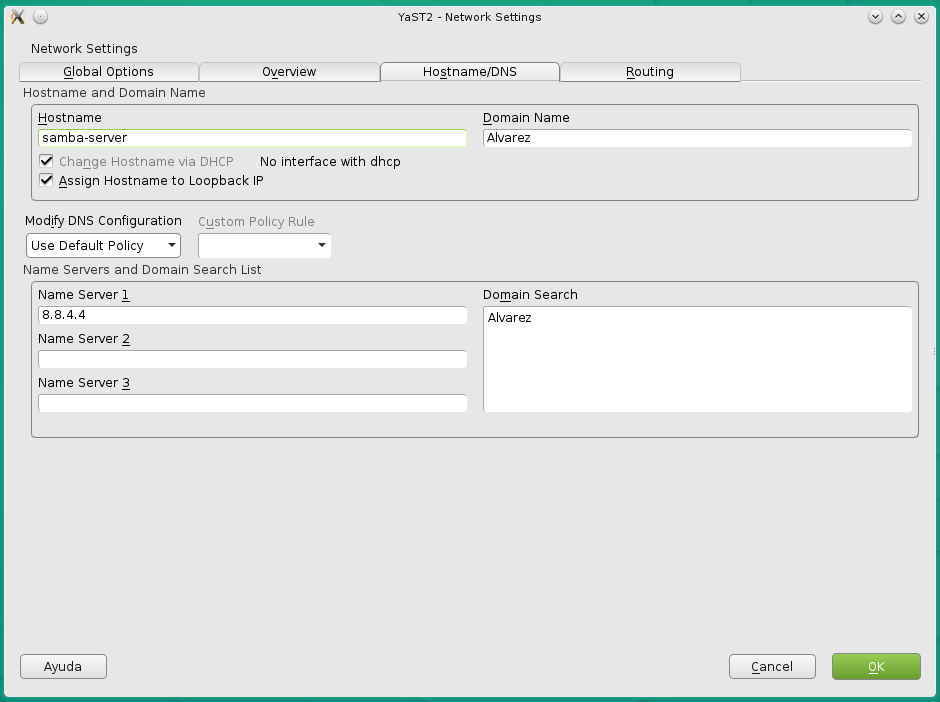 YaST2 - Network Settings
Network Settings
Global Options Overview Hostname/DNS Routing
Hostname and Domain Name
Hostname Domain Name
samba-server Alvarez
Change Hostname via DHCP No interface with dhcp
Assign Hostname to Loopback IP
Modify DNS Configuration Custom Policy Rule
Use Default Policy
Name Servers and Domain Search List
Name Server 1 Domain Search
8.8.4.4 Alvarez
Name Server 2
Name Server 3
Ayuda Cancel OK